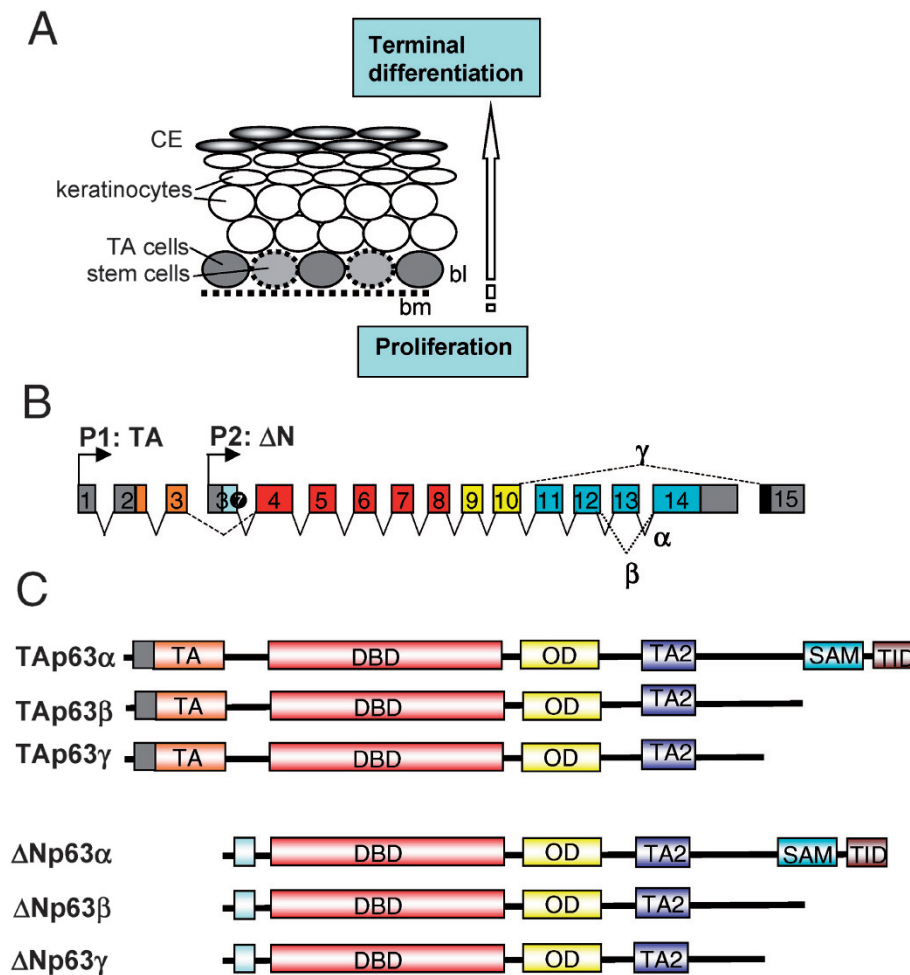 A
Terminal
differentiation
CE
keratinocytes
TA cells
stem cells
bl
bm
Proliferation
B
P1: TA
P2: ΔN
γ
1 2 3 3 4 5 6 7 8 9 10 11 12 13 14 15
α
β
C
TAp63α TA DBD OD TA2 SAM TID
TAp63β TA DBD OD TA2
TAp63γ TA DBD OD TA2
ΔNp63α DBD OD TA2 SAM TID
ΔNp63β DBD OD TA2
ΔNp63γ DBD OD TA2